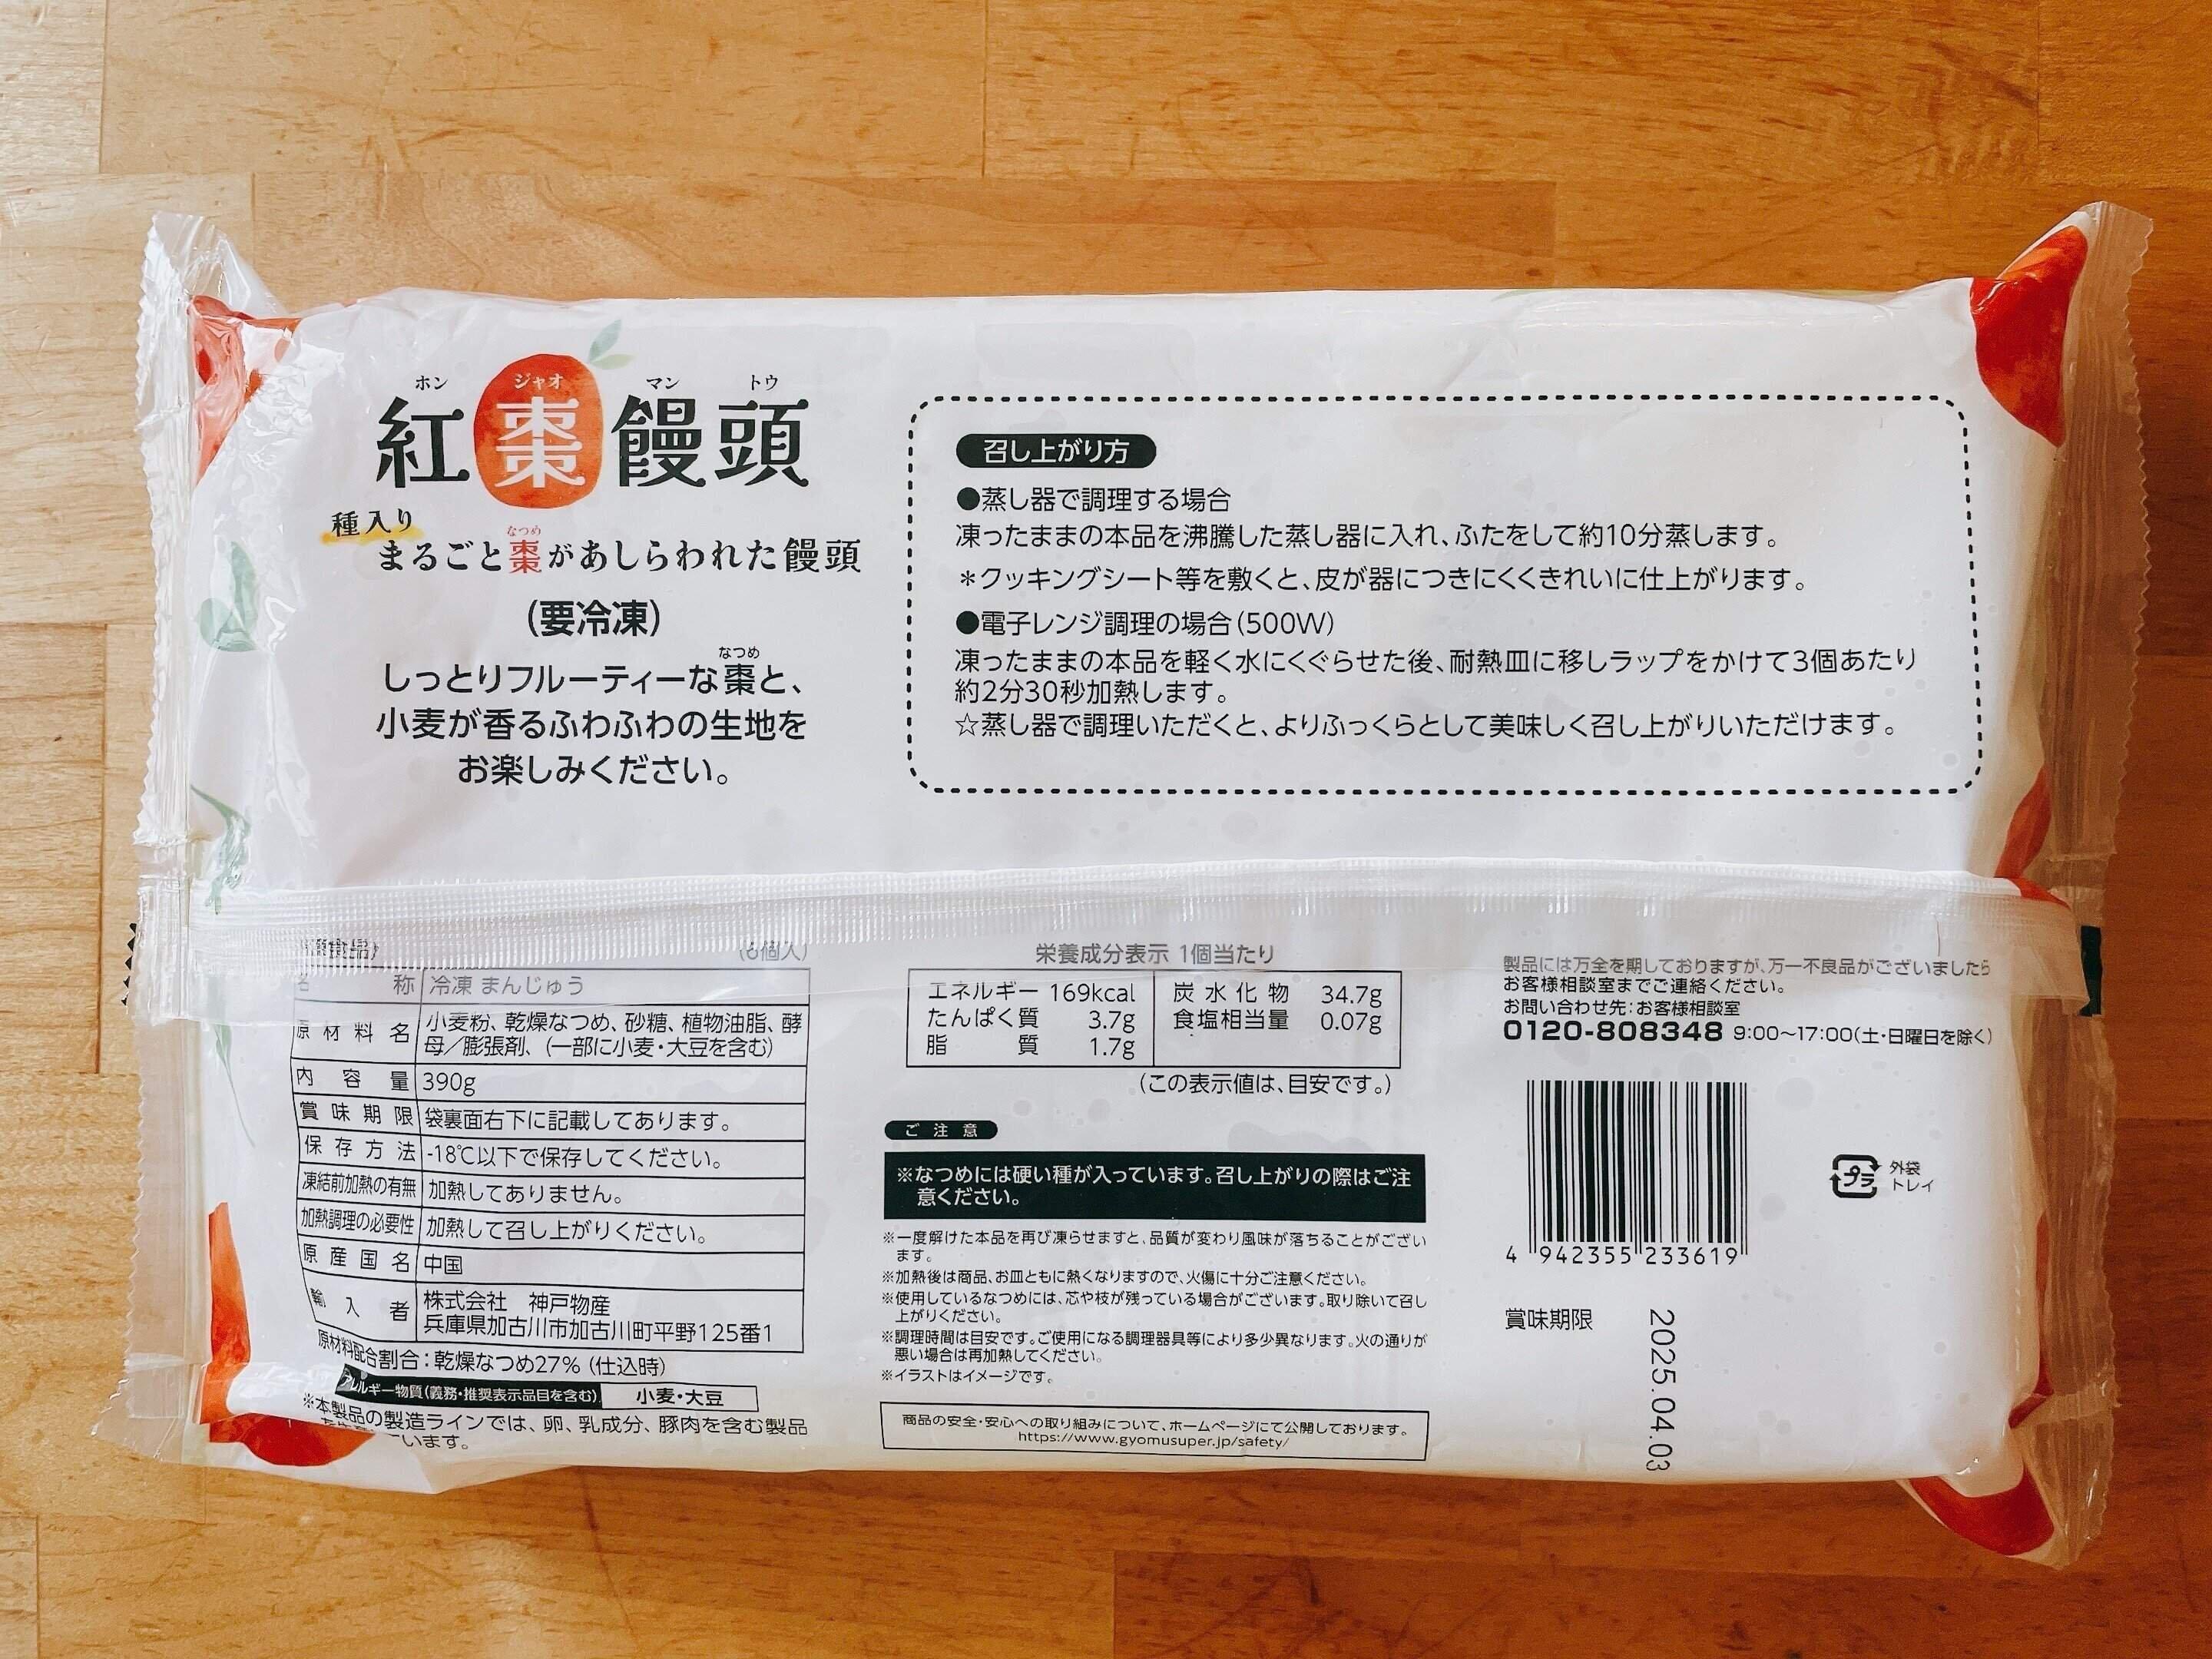 ホン ジャオ マン トウ
紅棗饅頭
種入り
なつめ
まるごと棗があしらわれた饅頭
(要冷凍)
なつめ
しっとりフルーティーな棗と、
小麦が香るふわふわの生地を
お楽しみください。
召し上がり方
●蒸し器で調理する場合
凍ったままの本品を沸騰した蒸し器に入れ、ふたをして約10分蒸します。
＊クッキングシート等を敷くと、皮が器につきにくくきれいに仕上がります。
●電子レンジ調理の場合(500W)
凍ったままの本品を軽く水にくぐらせた後、耐熱皿に移しラップをかけて3個あたり
約2分30秒加熱します。
☆蒸し器で調理いただくと、よりふっくらとして美味しく召し上がりいただけます。
(6個入)
名称 冷凍 まんじゅう
原材料名 小麦粉、乾燥なつめ、砂糖、植物油脂、酵
母／膨張剤、(一部に小麦・大豆を含む)
内容量 390g
賞味期限 袋裏面右下に記載してあります。
保存方法 -18℃以下で保存してください。
凍結前加熱の有無 加熱してありません。
加熱調理の必要性 加熱して召し上がりください。
原産国名 中国
輸入者 株式会社 神戸物産
兵庫県加古川市加古川町平野125番1
原材料配合割合：乾燥なつめ27% (仕込時)
アレルギー物質(義務・推奨表示品目を含む) 小麦・大豆
※本製品の製造ラインでは、卵、乳成分、豚肉を含む製品
います。
栄養成分表示 1個当たり
エネルギー 169kcal 炭水化物 34.7g
たんぱく質 3.7g 食塩相当量 0.07g
脂質 1.7g
(この表示値は、目安です。)
ご注意
※なつめには硬い種が入っています。召し上がりの際はご注
意ください。
※一度解けた本品を再び凍らせますと、品質が変わり風味が落ちることがござい
ます。
※加熱後は商品、お皿ともに熱くなりますので、火傷に十分ご注意ください。
※使用しているなつめには、芯や枝が残っている場合がございます。取り除いて召し
上がりください。
※調理時間は目安です。ご使用になる調理器具等により多少異なります。火の通りが
悪い場合は再加熱してください。
※イラストはイメージです。
商品の安全・安心への取り組みについて、ホームページにて公開しております。
https://www.gyomusuper.jp/safety/
製品には万全を期しておりますが、万一不良品がございましたら
お客様相談室までご連絡ください。
お問い合わせ先：お客様相談室
0120-808348 9:00〜17:00(土・日曜日を除く)
4 942355 233619
プラ 外袋
トレイ
賞味期限 2025.04.03